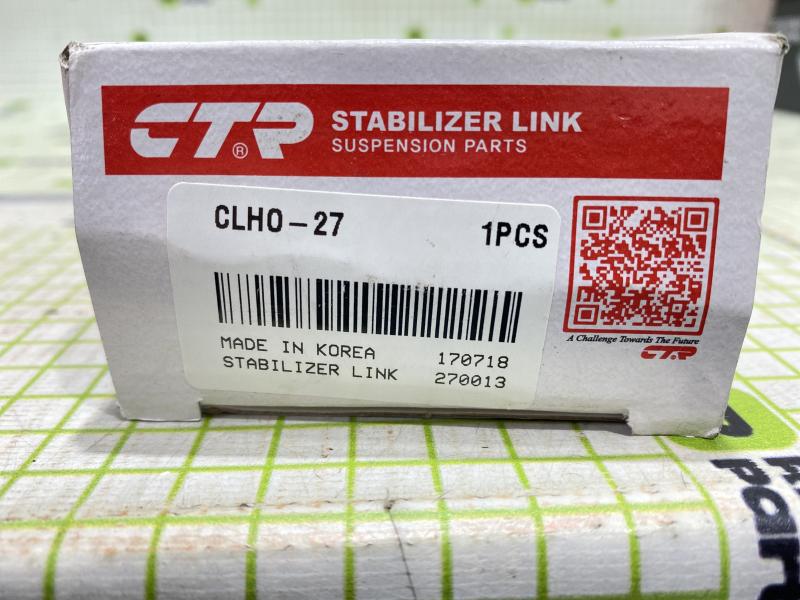 CTR® STABILIZER LINK
SUSPENSION PARTS
CLHO-27 1PCS
MADE IN KOREA 170718
STABILIZER LINK 270013
A Challenge Towards The Future
CTR